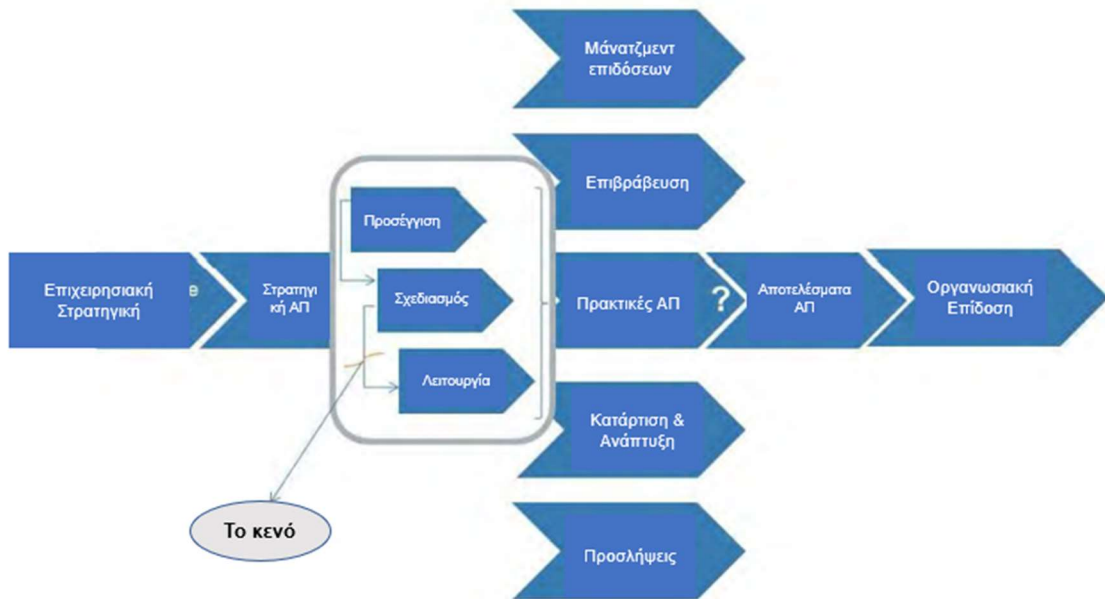 Μάνατζμεντ
επιδόσεων
Επιβράβευση
Προσέγγιση
Επιχειρησιακή
Στρατηγική
e
Στρατηγι
κή ΑΠ
Σχεδιασμός
Πρακτικές ΑΠ
?
Αποτελέσματα
ΑΠ
Οργανωσιακή
Επίδοση
Λειτουργία
Κατάρτιση &
Ανάπτυξη
Το κενό
Προσλήψεις